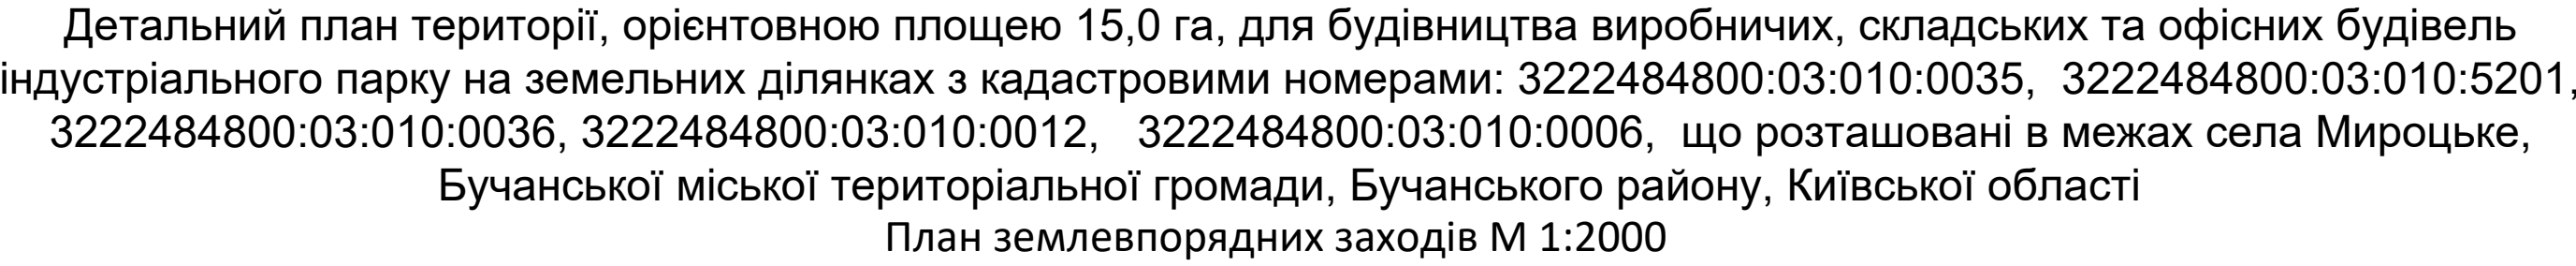 Детальний план території, орієнтовною площею 15,0 га, для будівництва виробничих, складських та офісних будівель
індустріального парку на земельних ділянках з кадастровими номерами: 3222484800:03:010:0035, 3222484800:03:010:5201,
3222484800:03:010:0036, 3222484800:03:010:0012, 3222484800:03:010:0006, що розташовані в межах села Мироцьке,
Бучанської міської територіальної громади, Бучанського району, Київської області
План землевпорядних заходів М 1:2000